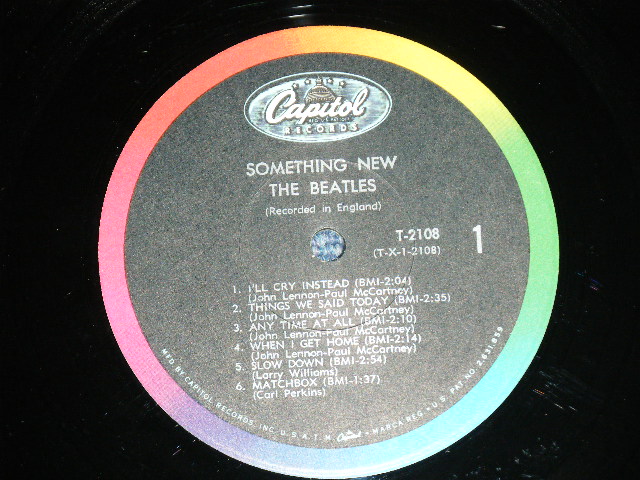 Capitol
RECORDS
SOMETHING NEW
THE BEATLES
(Recorded in England)
T-2108
(T-X-1-2108)
1
1. I'LL CRY INSTEAD (BMI-2:04)
(John Lennon-Paul McCartney)
2. THINGS WE SAID TODAY (BMI-2:35)
(John Lennon-Paul McCartney)
3. ANY TIME AT ALL (BMI-2:10)
(John Lennon-Paul McCartney)
4. WHEN I GET HOME (BMI-2:14)
(John Lennon-Paul McCartney)
5. SLOW DOWN (BMI-2:54)
(Larry Williams)
6. MATCHBOX (BMI-1:37)
(Carl Perkins)
MFD. BY CAPITOL RECORDS, INC. U.S.A. T.M. Capitol MARCA REG. • U.S. PAT. NO. 2,631,859